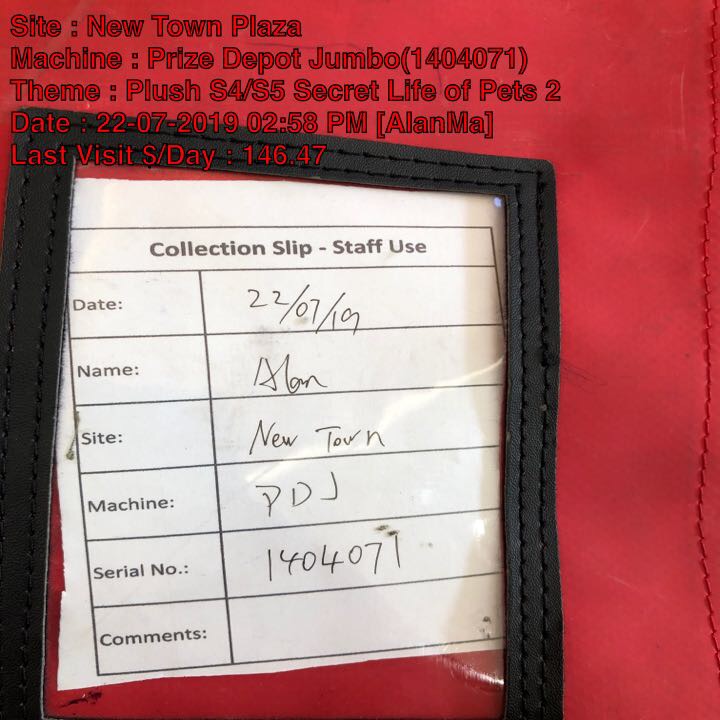 Site : New Town Plaza
Machine : Prize Depot Jumbo(1404071)
Theme : Plush S4/S5 Secret Life of Pets 2
Date : 22-07-2019 02:58 PM [AlanMa]
Last Visit $/Day : 146.47
Collection Slip - Staff Use
Date: 22/07/19
Name: Alan
Site: New Town
Machine: PDJ
Serial No.: 1404071
Comments: